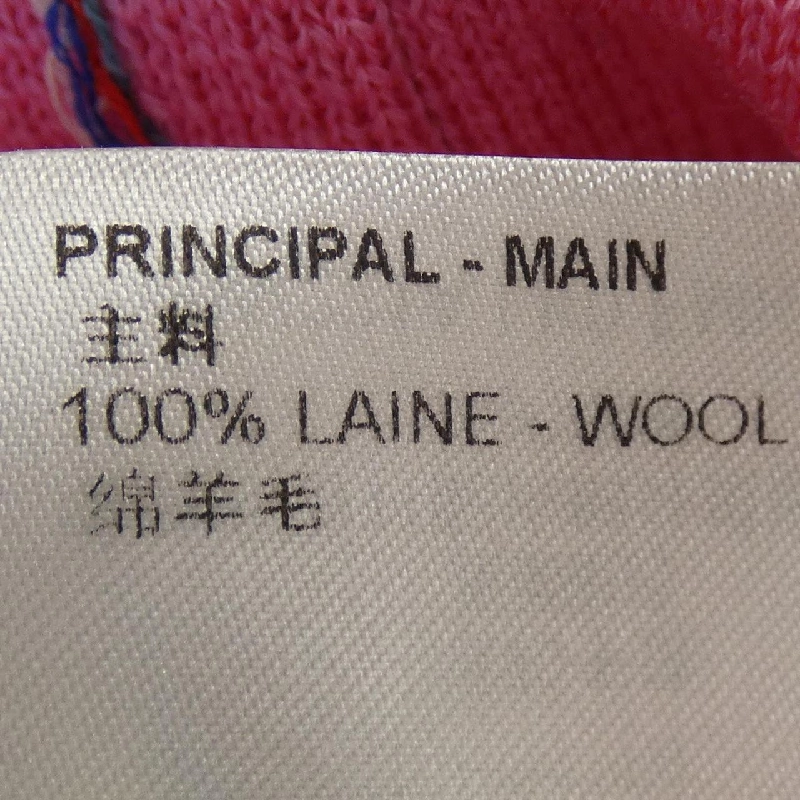 PRINCIPAL - MAIN
主料
100% LAINE - WOOL
绵羊毛